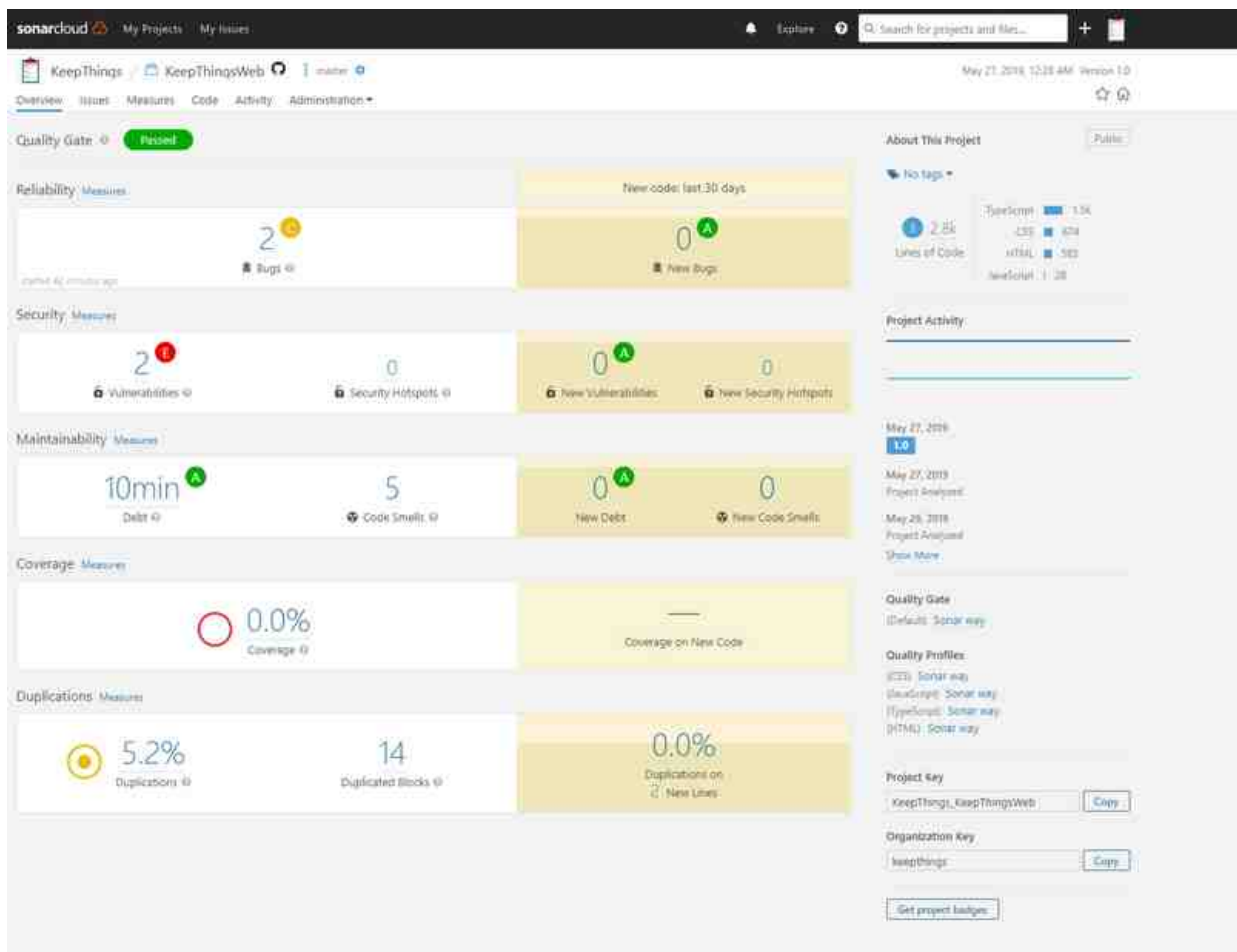 sonarcloud My Projects My Issues Explore Search for projects and files...
KeepThings / KeepThingsWeb master
May 27, 2019, 12:28 AM Version 1.0
Overview Issues Measures Code Activity Administration
Quality Gate Passed
Reliability Measures
New code: last 30 days
2 C
Bugs
0 A
New Bugs
Security Measures
2 E
Vulnerabilities
0
Security Hotspots
0 A
New Vulnerabilities
0
New Security Hotspots
Maintainability Measures
10min A
Debt
5
Code Smells
0 A
New Debt
0
New Code Smells
Coverage Measures
0.0%
Coverage
—
Coverage on New Code
Duplications Measures
5.2%
Duplications
14
Duplicated Blocks
0.0%
Duplications on
2 New Lines
About This Project Public
No tags
2.8k
Lines of Code
TypeScript 1.5k
CSS 674
HTML
JavaScript 28
Project Activity
May 27, 2019
1.0
May 27, 2019
Project Analyzed
May 2019
Project Analyzed
Show More
Quality Gate
(Default) Sonar way
Quality Profiles
(CSS) Sonar way
(JavaScript) Sonar way
(TypeScript) Sonar way
(HTML) Sonar way
Project Key
KeepThings_KeepThingsWeb Copy
Organization Key
keepthings Copy
Get project badges